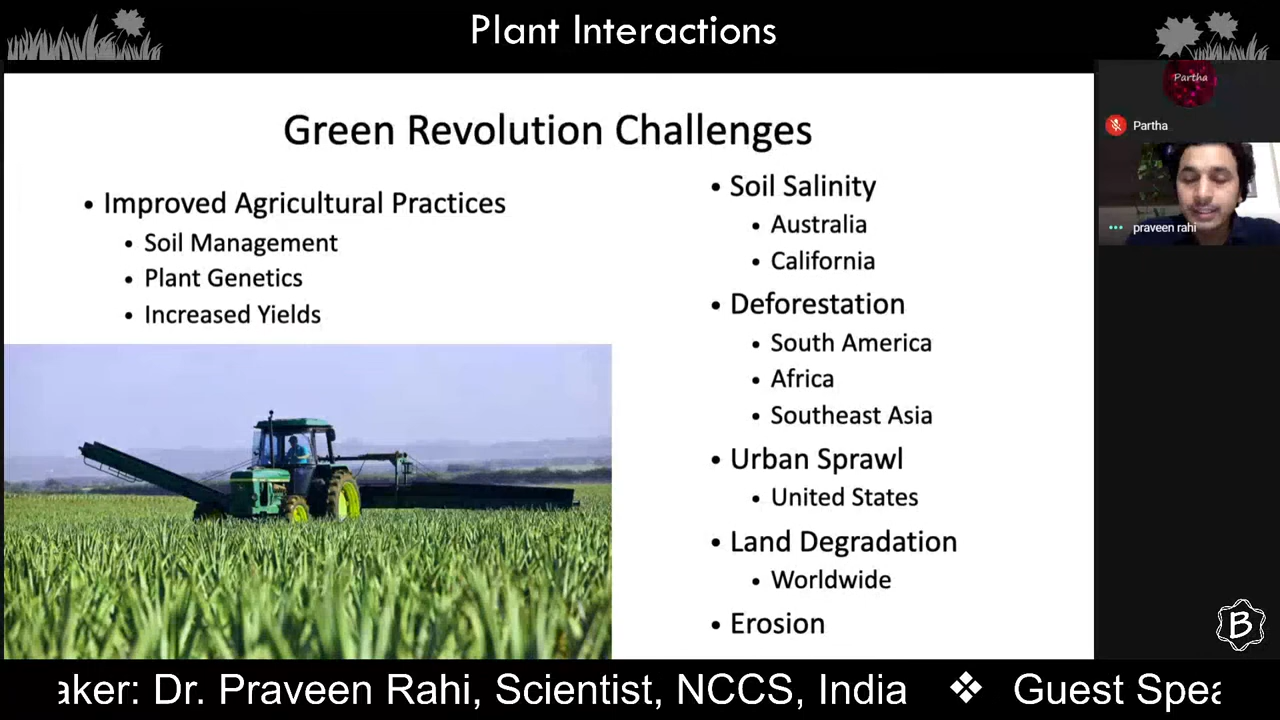 Plant Interactions
Green Revolution Challenges
• Improved Agricultural Practices
• Soil Management
• Plant Genetics
• Increased Yields
• Soil Salinity
• Australia
• California
• Deforestation
• South America
• Africa
• Southeast Asia
• Urban Sprawl
• United States
• Land Degradation
• Worldwide
• Erosion
Partha
Partha
praveen rahi
B
aker: Dr. Praveen Rahi, Scientist, NCCS, India ❖ Guest Spea